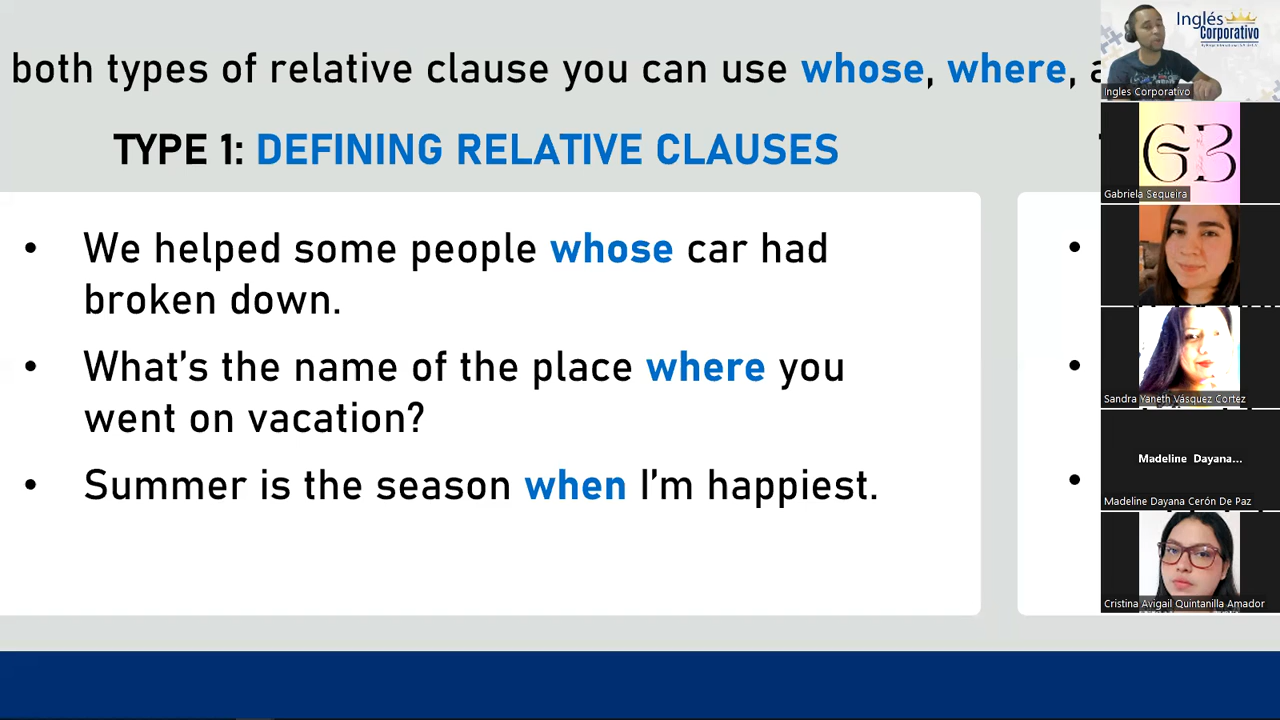 both types of relative clause you can use whose, where, a
TYPE 1: DEFINING RELATIVE CLAUSES
• We helped some people whose car had
broken down.
• What's the name of the place where you
went on vacation?
• Summer is the season when I'm happiest.
•
•
•
Inglés
Corporativo
Ingles Corporativo
GB
Gabriela Sequeira
Sandra Yaneth Vásquez Cortez
Madeline Dayana...
Madeline Dayana Cerón De Paz
Cristina Avigail Quintanilla Amador